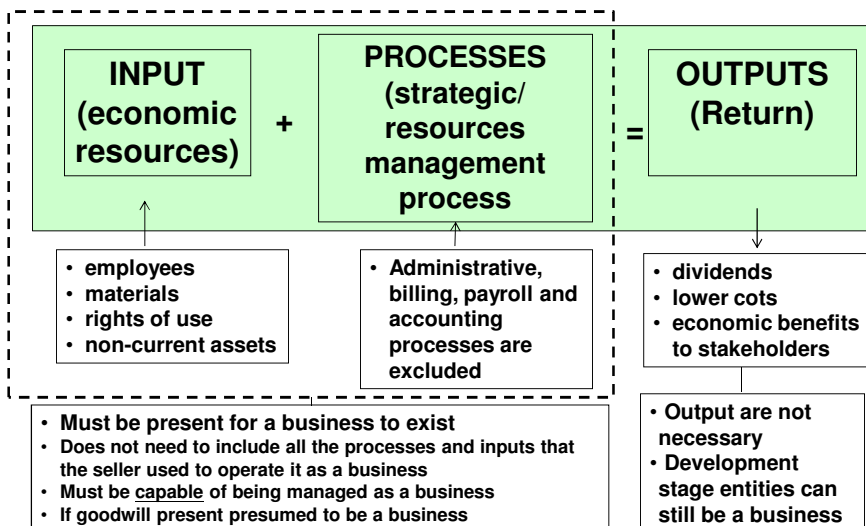 INPUT
(economic
resources)
+
PROCESSES
(strategic/
resources
management
process
=
OUTPUTS
(Return)
• employees
• materials
• rights of use
• non-current assets
• Administrative,
billing, payroll and
accounting
processes are
excluded
• dividends
• lower cots
• economic benefits
to stakeholders
• Must be present for a business to exist
• Does not need to include all the processes and inputs that
the seller used to operate it as a business
• Must be capable of being managed as a business
• If goodwill present presumed to be a business
• Output are not
necessary
• Development
stage entities can
still be a business